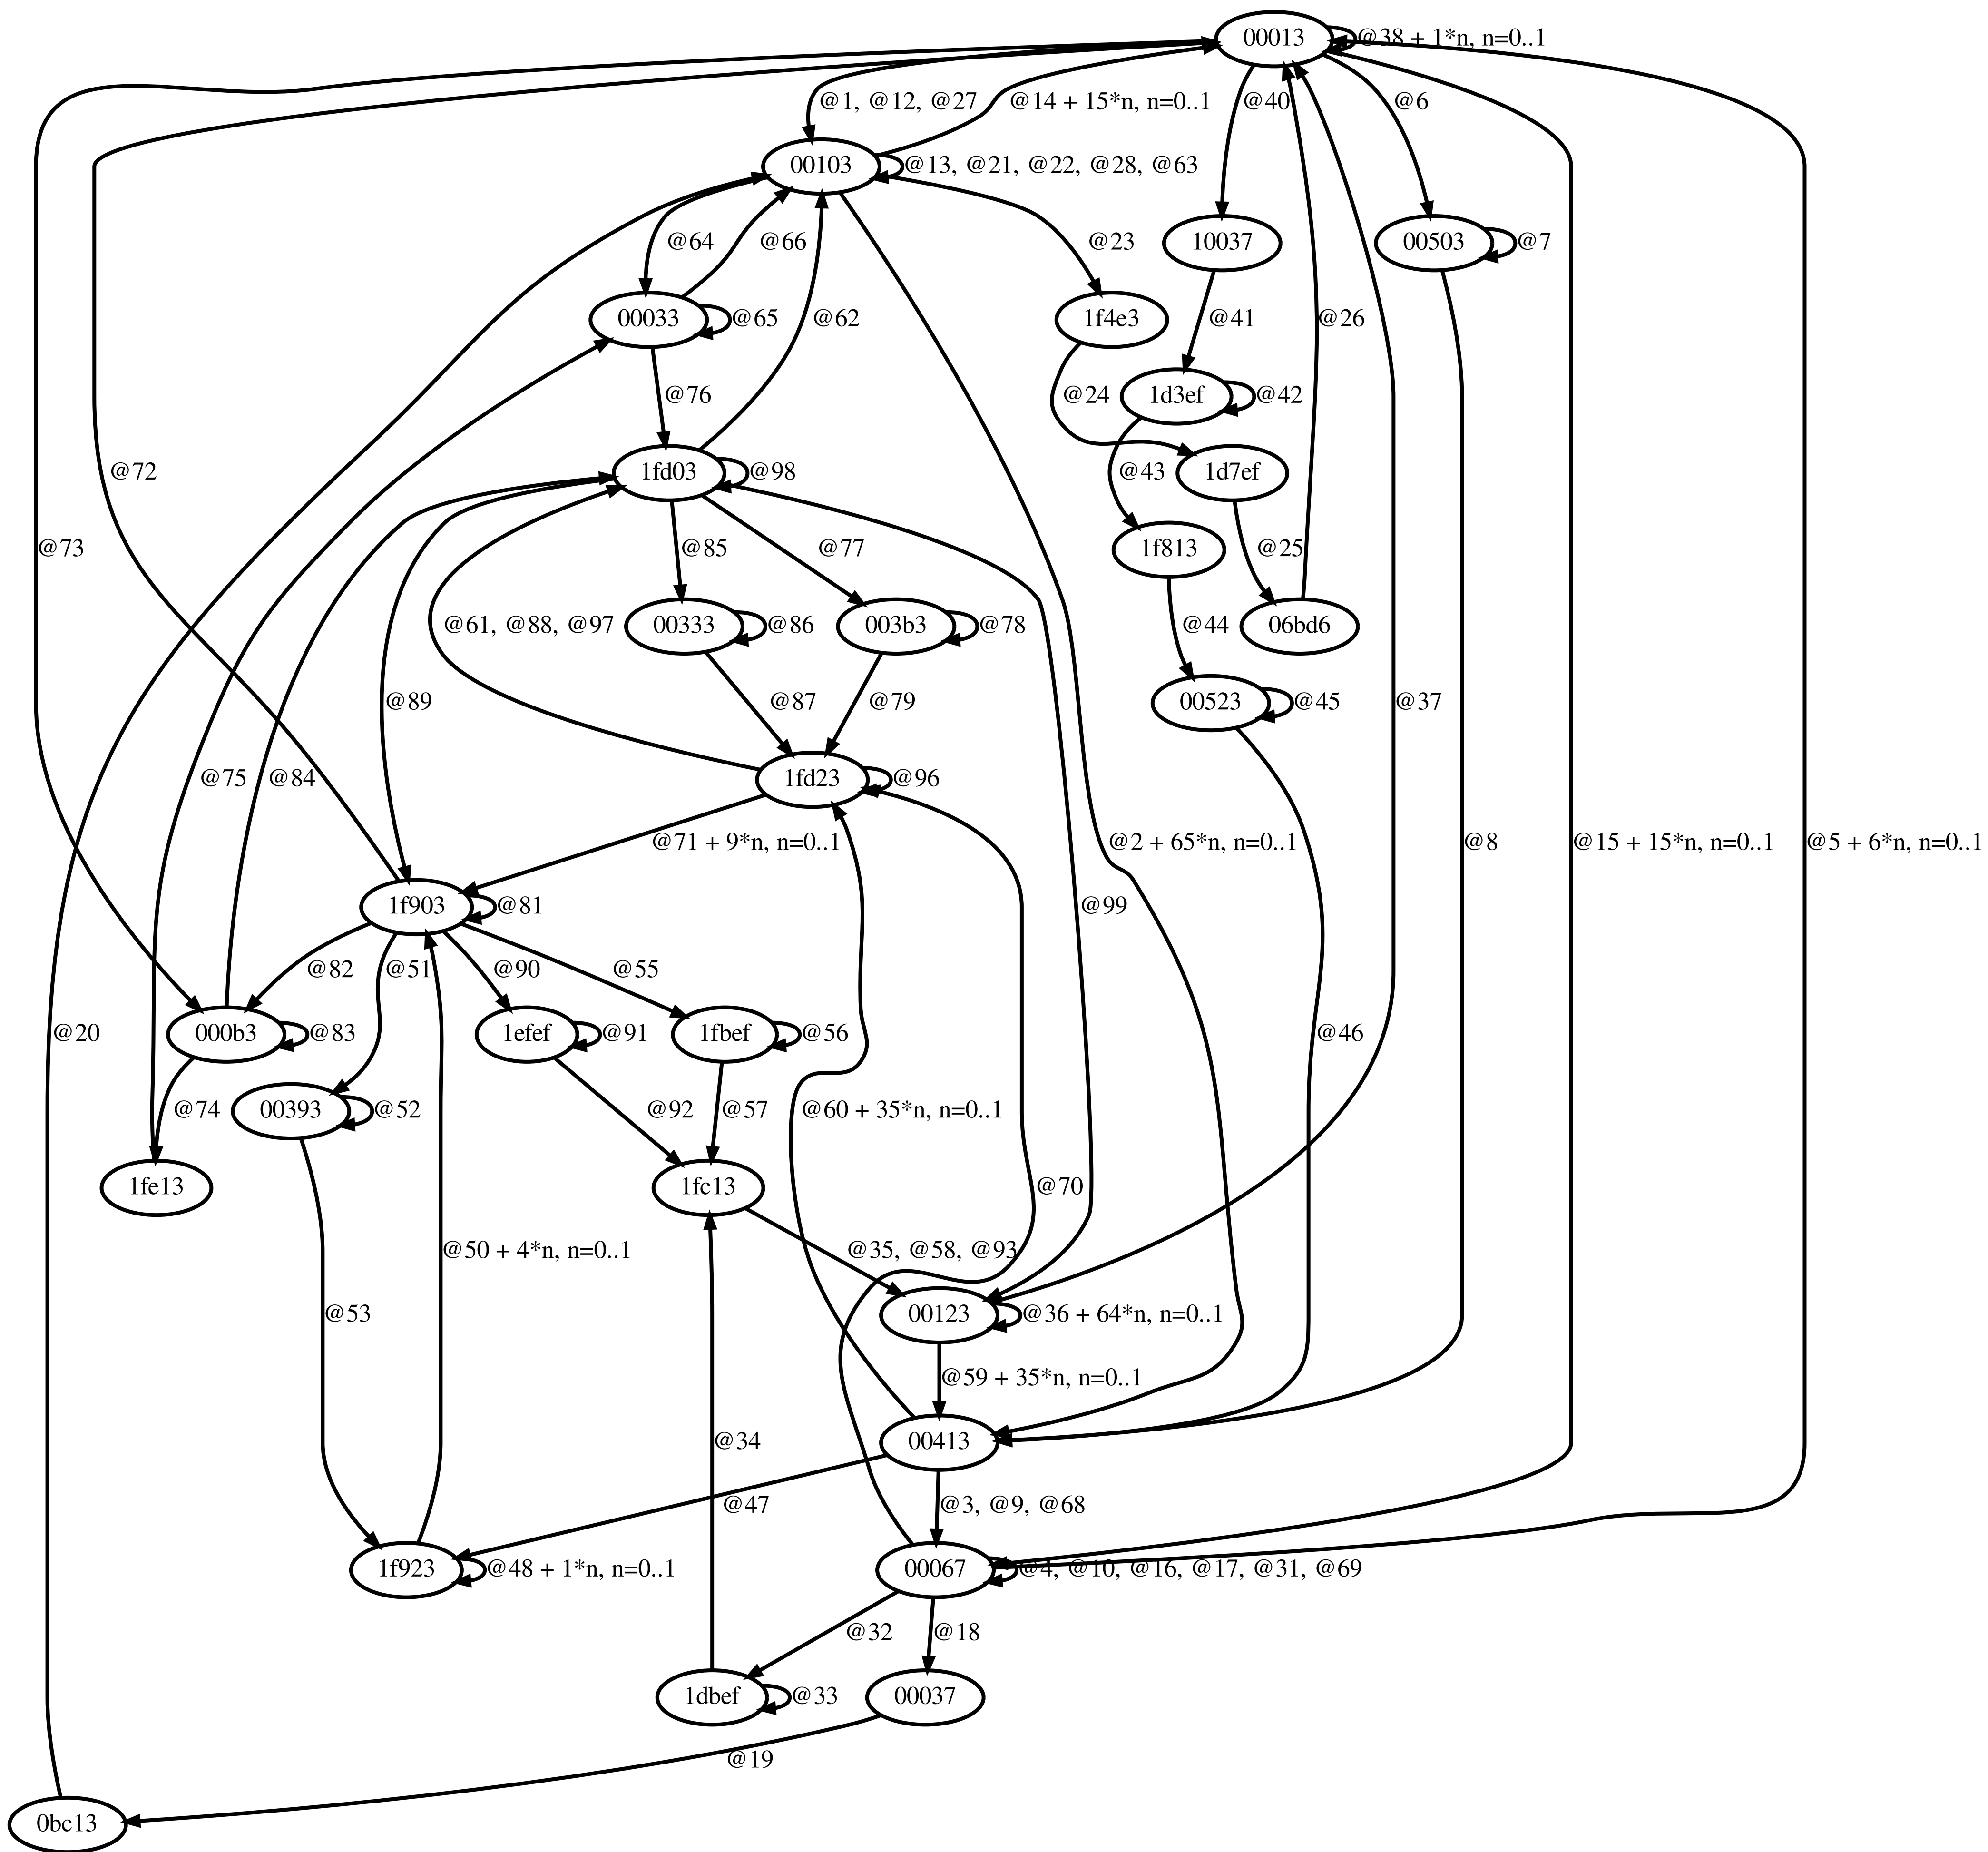 00013
@38 + 1*n, n=0..1
@1, @12, @27
@14 + 15*n, n=0..1
@40
@6
00103
@13, @21, @22, @28, @63
@64
@66
@23
10037
00503
@7
00033
@65
@62
1f4e3
@41
@26
@76
@24
1d3ef
@42
@37
@72
1fd03
@98
@43
1d7ef
@73
@85
@77
1f813
@25
@61, @88, @97
00333
@86
003b3
@78
@44
06bd6
@89
@87
@79
00523
@45
@75
@84
1fd23
@96
@71 + 9*n, n=0..1
@2 + 65*n, n=0..1
@8
@15 + 15*n, n=0..1
@5 + 6*n, n=0..1
1f903
@81
@99
@82
@51
@90
@55
@20
000b3
@83
1efef
@91
1fbef
@56
@46
@74
00393
@52
@92
@57
@60 + 35*n, n=0..1
1fe13
1fc13
@70
@50 + 4*n, n=0..1
@35, @58, @93
@53
00123
@36 + 64*n, n=0..1
@59 + 35*n, n=0..1
@34
00413
@47
@3, @9, @68
1f923
@48 + 1*n, n=0..1
00067
@4, @10, @16, @17, @31, @69
@32
@18
1dbef
@33
00037
@19
0bc13